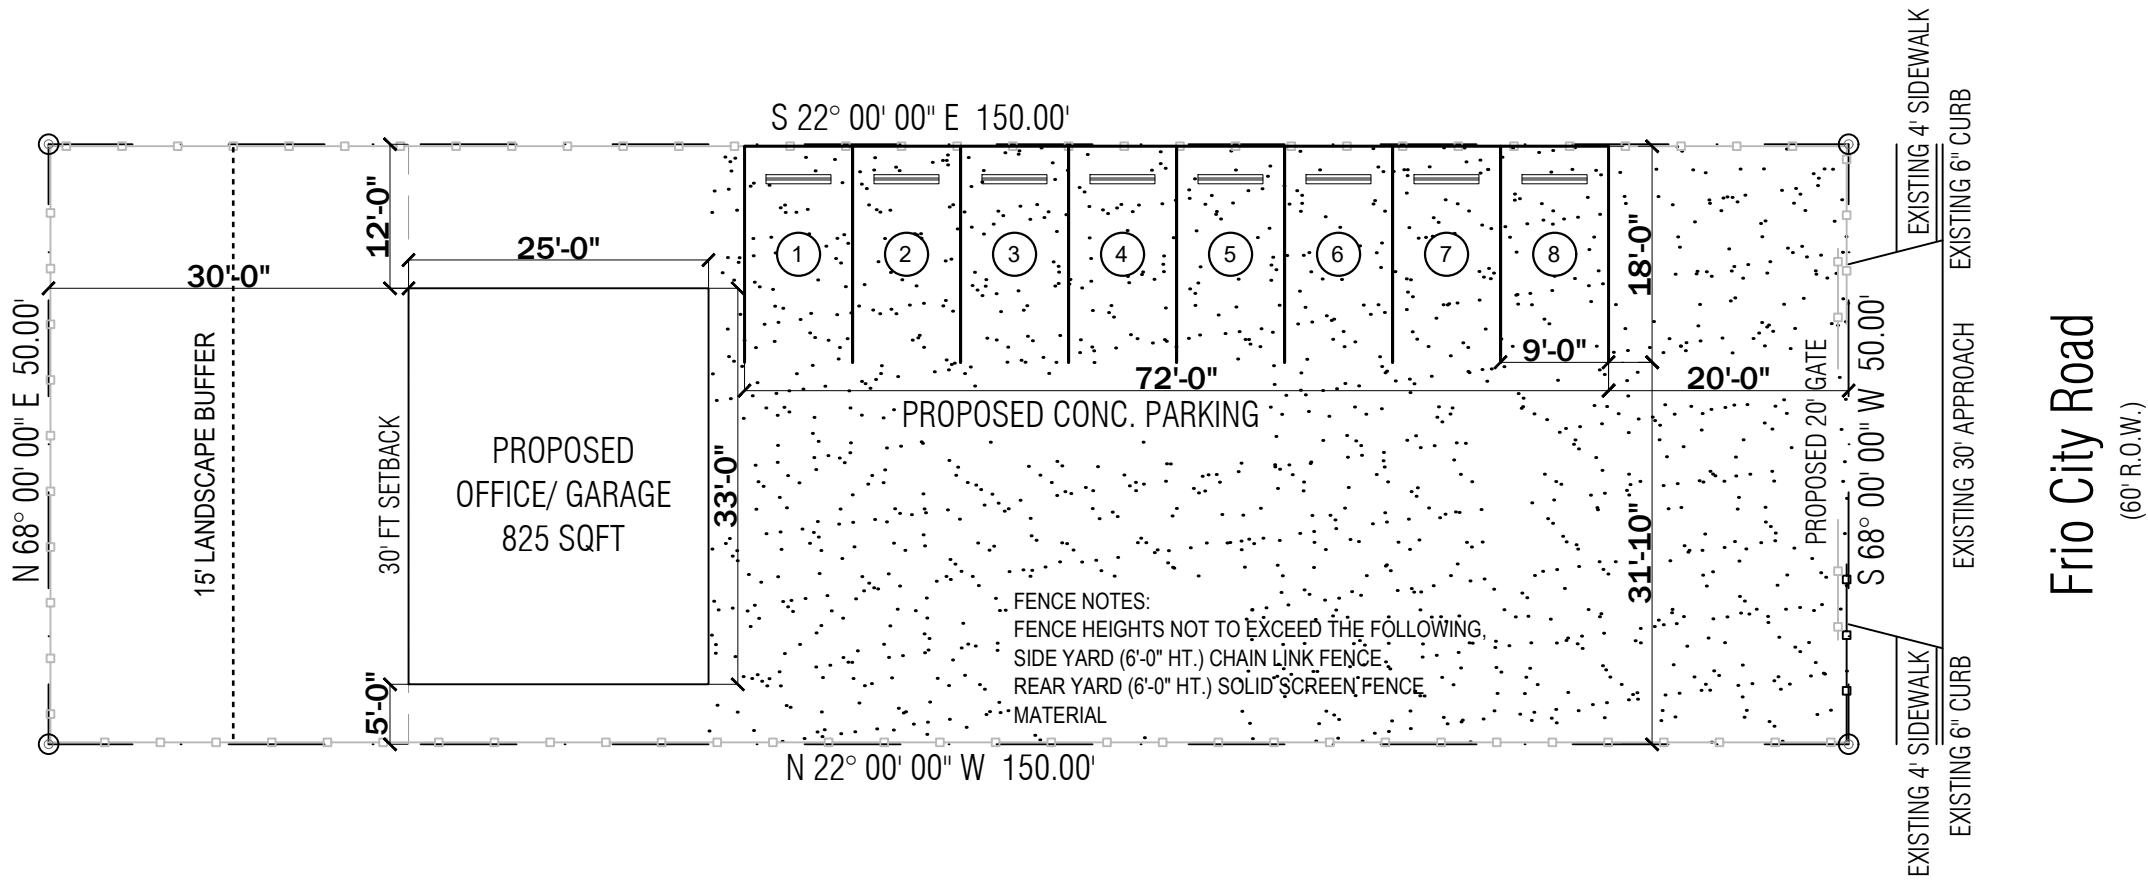 S 22° 00' 00" E 150.00'
N 68° 00' 00" E 50.00'
15' LANDSCAPE BUFFER
30'-0"
12'-0"
25'-0"
30' FT SETBACK
PROPOSED
OFFICE/ GARAGE
825 SQFT
33'-0"
5'-0"
1
2
3
4
5
6
7
8
9'-0"
18'-0"
72'-0"
20'-0"
PROPOSED CONC. PARKING
31'-10"
FENCE NOTES:
FENCE HEIGHTS NOT TO EXCEED THE FOLLOWING,
SIDE YARD (6'-0" HT.) CHAIN LINK FENCE
REAR YARD (6'-0" HT.) SOLID SCREEN FENCE
MATERIAL
N 22° 00' 00" W 150.00'
PROPOSED 20' GATE
S 68° 00' 00" W 50.00'
EXISTING 4' SIDEWALK
EXISTING 6" CURB
EXISTING 30' APPROACH
EXISTING 4' SIDEWALK
EXISTING 6" CURB
Frio City Road
(60' R.O.W.)